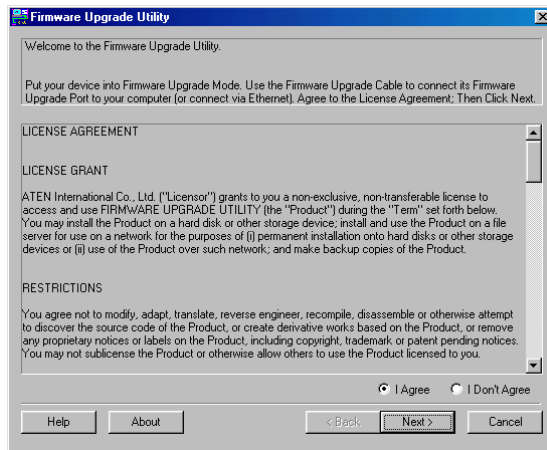 Firmware Upgrade Utility
Welcome to the Firmware Upgrade Utility.
Put your device into Firmware Upgrade Mode. Use the Firmware Upgrade Cable to connect its Firmware
Upgrade Port to your computer (or connect via Ethernet). Agree to the License Agreement; Then Click Next.
LICENSE AGREEMENT
LICENSE GRANT
ATEN International Co., Ltd. ("Licensor") grants to you a non-exclusive, non-transferable license to
access and use FIRMWARE UPGRADE UTILITY (the "Product") during the "Term" set forth below.
You may install the Product on a hard disk or other storage device; install and use the Product on a file
server for use on a network for the purposes of (i) permanent installation onto hard disks or other storage
devices or (ii) use of the Product over such network; and make backup copies of the Product.
RESTRICTIONS
You agree not to modify, adapt, translate, reverse engineer, recompile, disassemble or otherwise attempt
to discover the source code of the Product, or create derivative works based on the Product, or remove
any proprietary notices or labels on the Product, including copyright, trademark or patent pending notices.
You may not sublicense the Product or otherwise allow others to use the Product licensed to you.
I Agree I Don't Agree
Help About < Back Next > Cancel